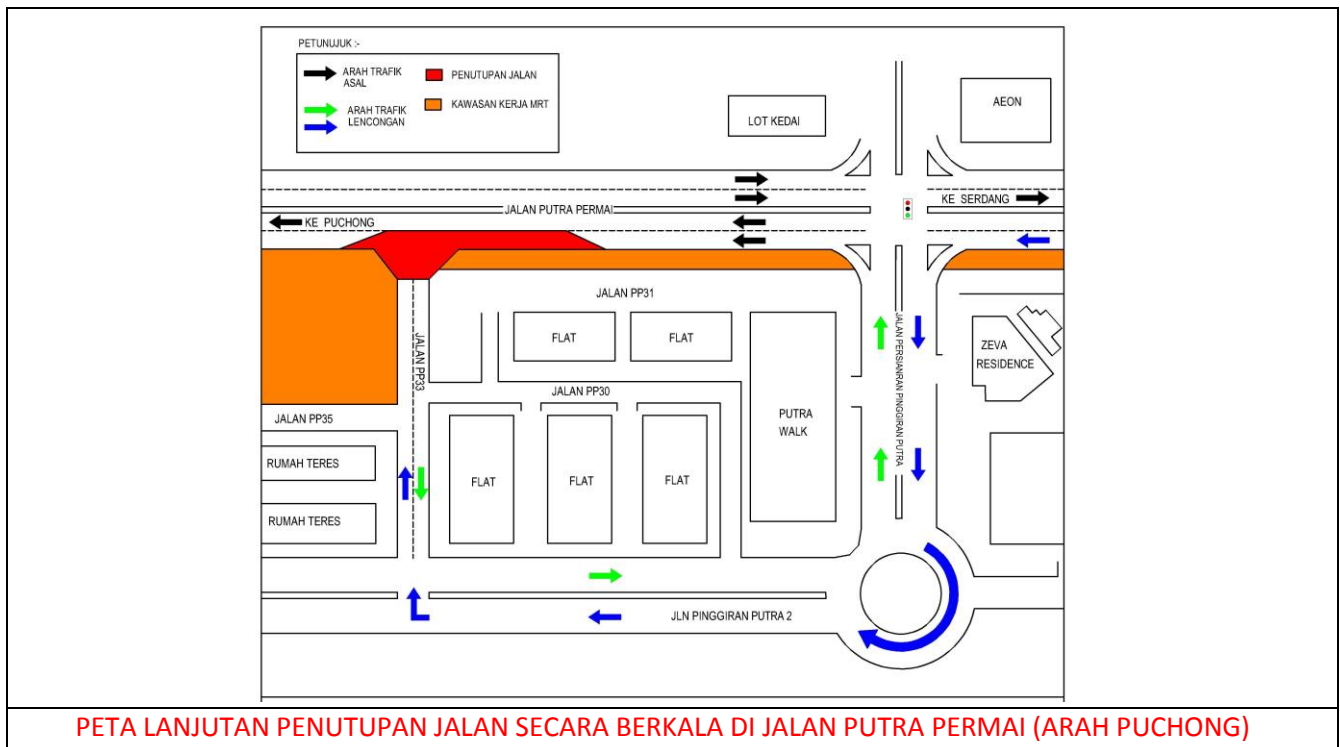 PETUNUJUK :-
ARAH TRAFIK
ASAL
PENUTUPAN JALAN
ARAH TRAFIK
LENCONGAN
KAWASAN KERJA MRT
LOT KEDAI
AEON
KE SERDANG
JALAN PUTRA PERMAI
KE PUCHONG
JALAN PP31
FLAT
FLAT
JALAN PP33
JALAN PERSIANRAN PINGGIRAN PUTRA
ZEVA
RESIDENCE
JALAN PP30
PUTRA
WALK
JALAN PP35
RUMAH TERES
FLAT
FLAT
FLAT
RUMAH TERES
JLN PINGGIRAN PUTRA 2
PETA LANJUTAN PENUTUPAN JALAN SECARA BERKALA DI JALAN PUTRA PERMAI (ARAH PUCHONG)